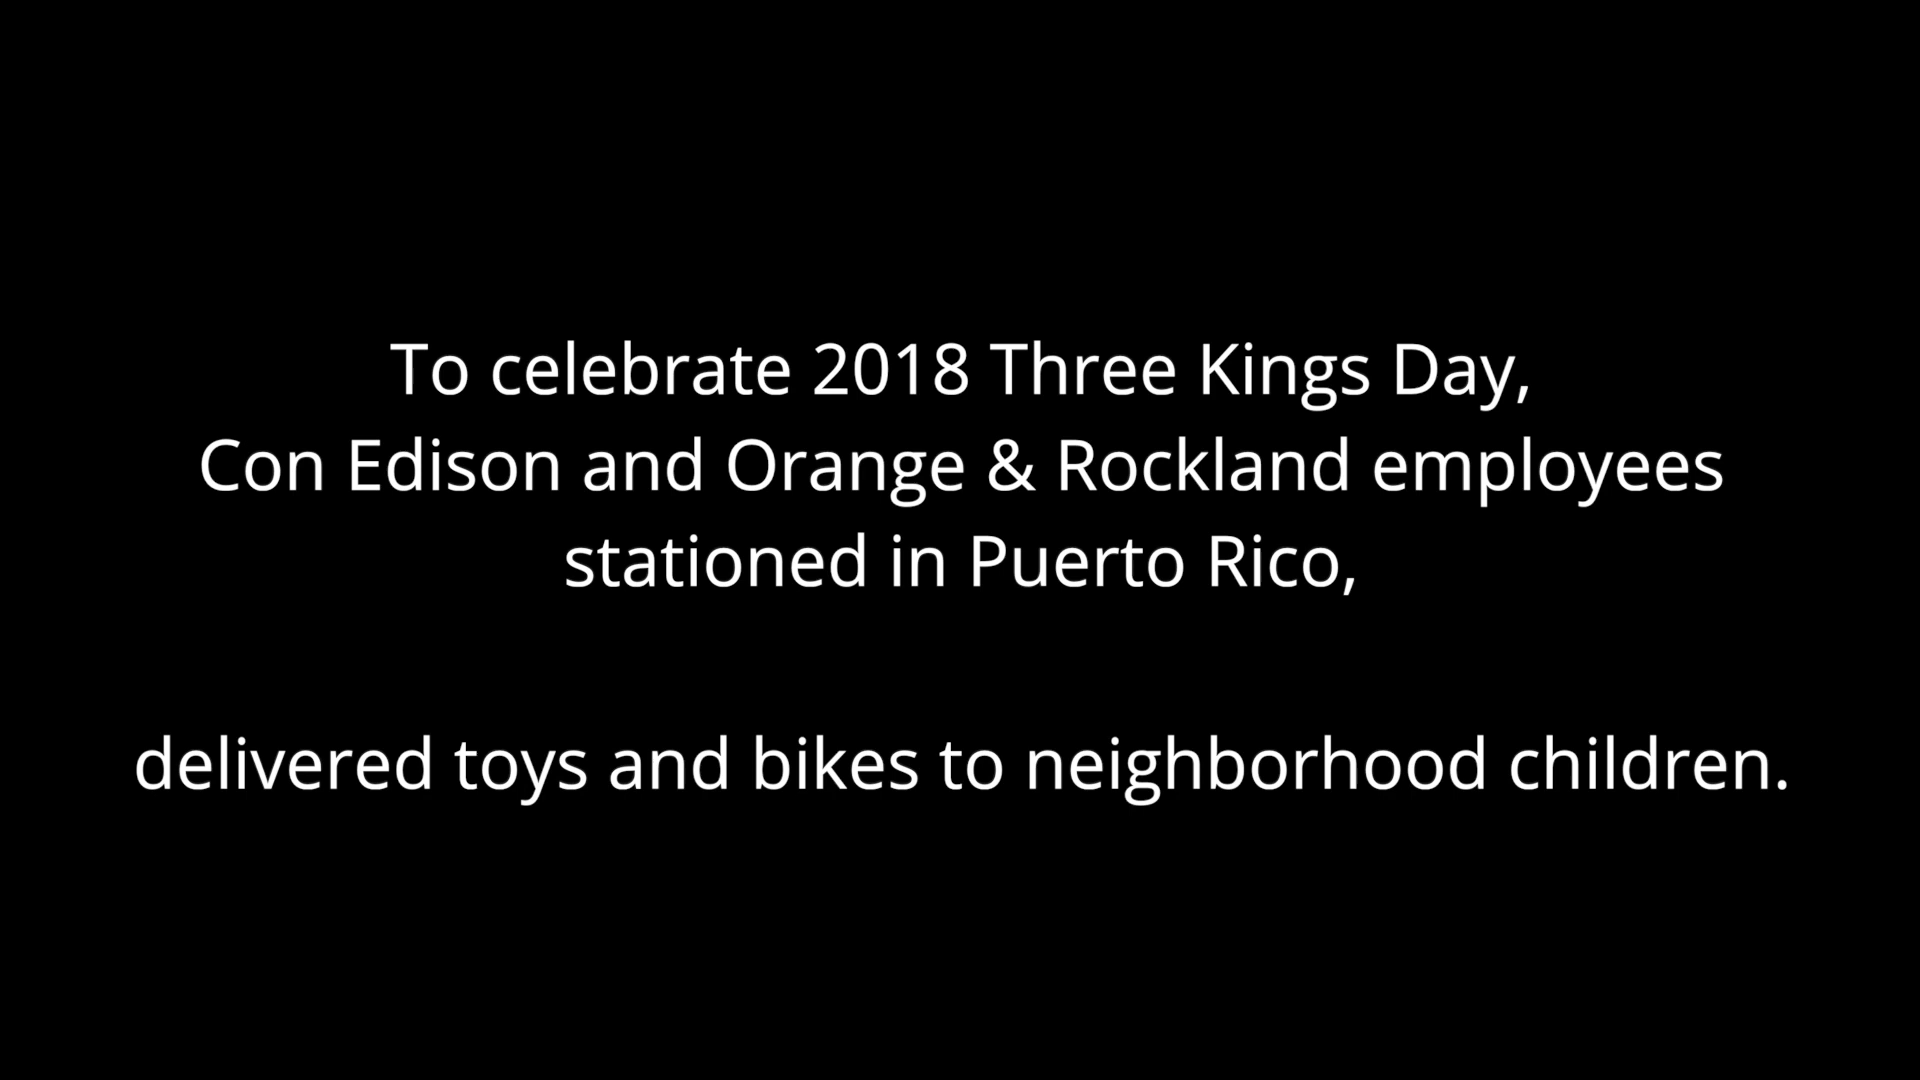 To celebrate 2018 Three Kings Day,
Con Edison and Orange & Rockland employees
stationed in Puerto Rico,
delivered toys and bikes to neighborhood children.